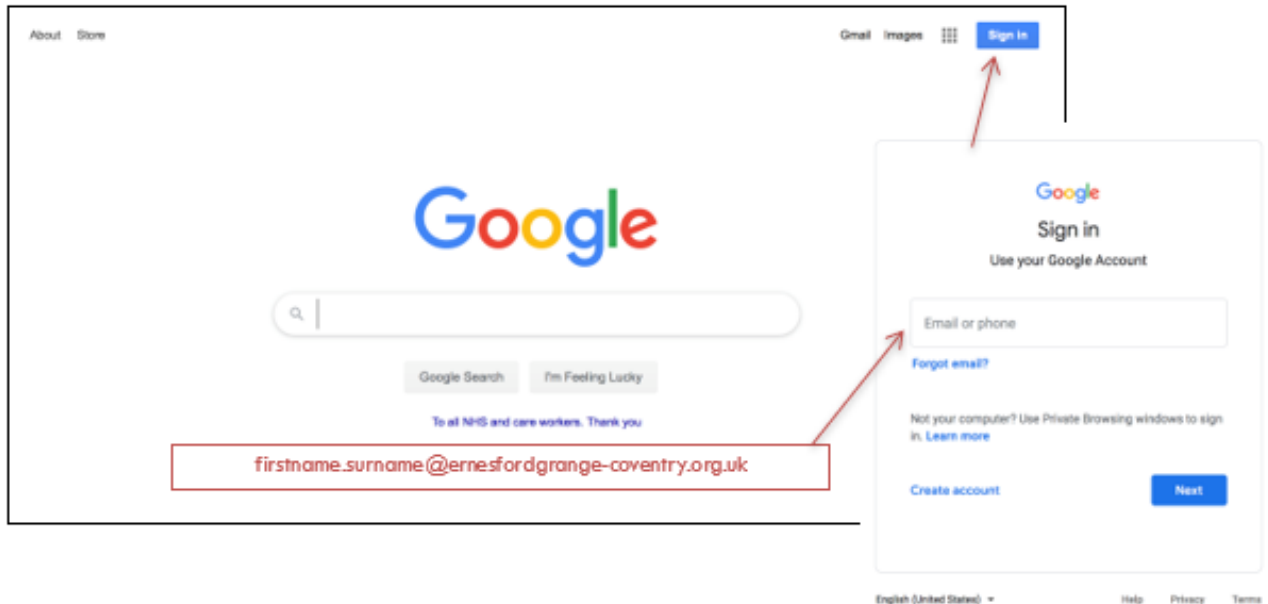 About Store
Gmail Images Sign in
Google
Google Search I'm Feeling Lucky
To all NHS and care workers. Thank you
firstname.surname@ernesfordgrange-coventry.org.uk
Google
Sign in
Use your Google Account
Email or phone
Forgot email?
Not your computer? Use Private Browsing windows to sign
in. Learn more
Create account Next
English (United States) Help Privacy Terms